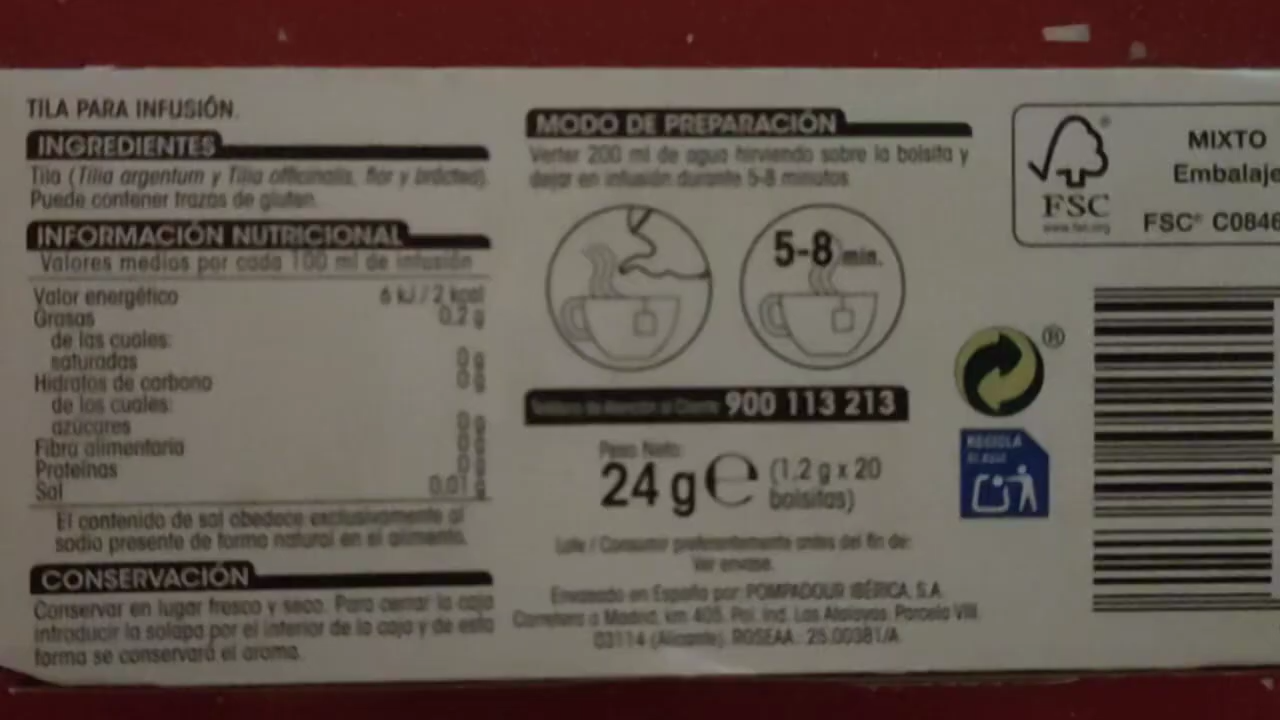 TILA PARA INFUSIÓN.
INGREDIENTES
Tila (Tilia argentum y Tilia officinalis, flor y bráctea).
Puede contener trazas de gluten.
INFORMACIÓN NUTRICIONAL
Valores medios por cada 100 ml de infusión
Valor energético 6 kJ / 2 kcal
Grasas 0,2 g
de las cuales:
saturadas 0 g
Hidratos de carbono 0 g
de los cuales:
azúcares 0 g
Fibra alimentaria 0 g
Proteínas 0 g
Sal 0,01 g
El contenido de sal obedece exclusivamente al
sodio presente de forma natural en el alimento.
CONSERVACIÓN
Conservar en lugar fresco y seco. Para cerrar la caja
introducir la solapa por el interior de la caja y de esta
forma se conservará el aroma.
MODO DE PREPARACIÓN
Verter 200 ml de agua hirviendo sobre la bolsita y
dejar en infusión durante 5-8 minutos
5-8 min.
900 113 213
Peso Neto:
24 g e (1,2 g x 20
bolsitas)
Lote / Consumir preferentemente antes del fin de:
Ver envase.
Envasado en España por: POMPADOUR IBÉRICA, S.A.
Carretera a Madrid, km 405. Pol. ind. Las Atalayas. Parcela VIII
03114 (Alicante). RGSEAA: 25.00381/A
®
FSC
www.fsc.org
MIXTO
Embalaje
FSC® C0846
®
RECICLA